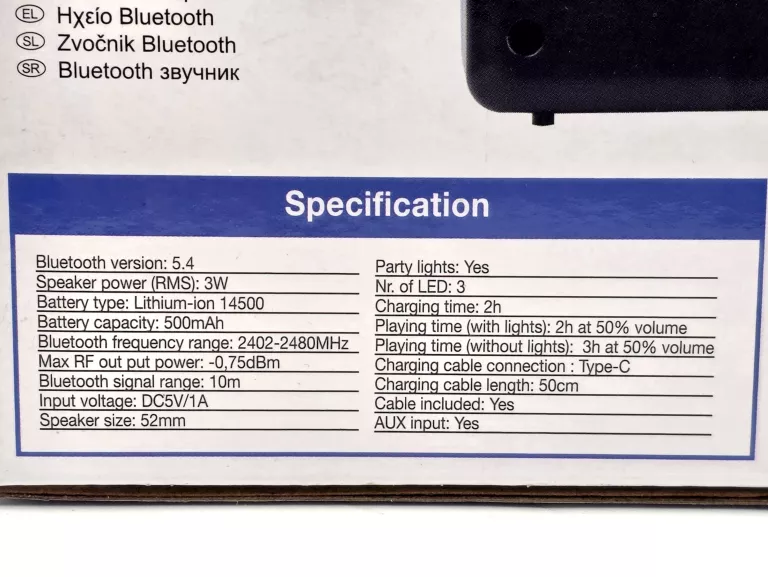 EL Ηχείο Bluetooth
SL Zvočnik Bluetooth
SR Bluetooth звучник
Specification
Bluetooth version: 5.4
Speaker power (RMS): 3W
Battery type: Lithium-ion 14500
Battery capacity: 500mAh
Bluetooth frequency range: 2402-2480MHz
Max RF out put power: -0,75dBm
Bluetooth signal range: 10m
Input voltage: DC5V/1A
Speaker size: 52mm
Party lights: Yes
Nr. of LED: 3
Charging time: 2h
Playing time (with lights): 2h at 50% volume
Playing time (without lights): 3h at 50% volume
Charging cable connection : Type-C
Charging cable length: 50cm
Cable included: Yes
AUX input: Yes